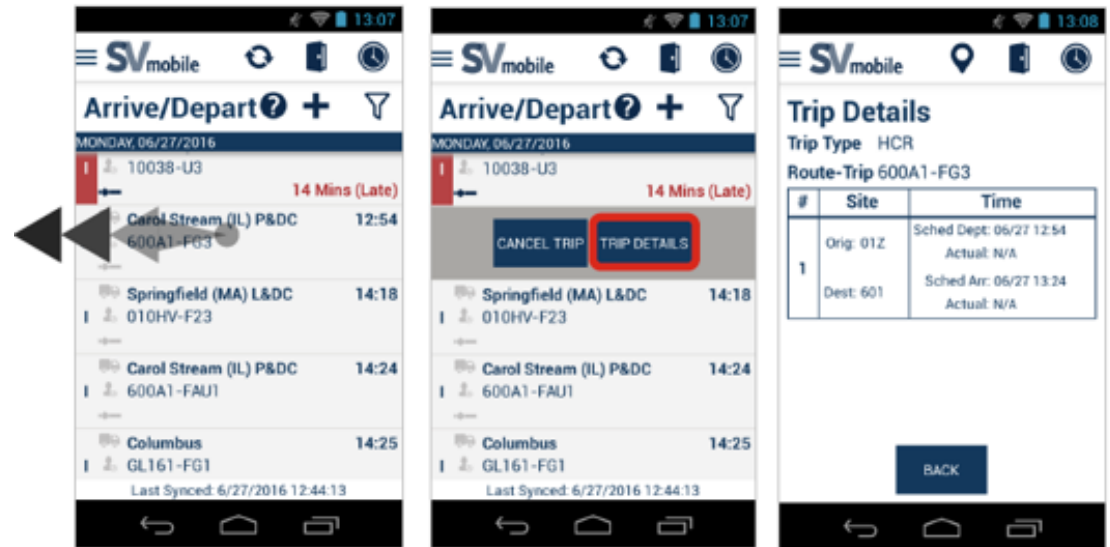 13:07
SVmobile
Arrive/Depart? +
MONDAY, 06/27/2016
I 10038-U3
14 Mins (Late)
Carol Stream (IL) P&DC 12:54
600A1-FG3
Springfield (MA) L&DC 14:18
I 010HV-F23
Carol Stream (IL) P&DC 14:24
I 600A1-FAU1
Columbus 14:25
I GL161-FG1
Last Synced: 6/27/2016 12:44:13
13:07
SVmobile
Arrive/Depart? +
MONDAY, 06/27/2016
I 10038-U3
14 Mins (Late)
CANCEL TRIP TRIP DETAILS
Springfield (MA) L&DC 14:18
I 010HV-F23
Carol Stream (IL) P&DC 14:24
I 600A1-FAU1
Columbus 14:25
I GL161-FG1
Last Synced: 6/27/2016 12:44:13
13:08
SVmobile
Trip Details
Trip Type HCR
Route-Trip 600A1-FG3
# Site Time
1
Orig: 01Z
Sched Dept: 06/27 12:54
Actual: N/A
Dest: 601
Sched Arr: 06/27 13:24
Actual: N/A
BACK